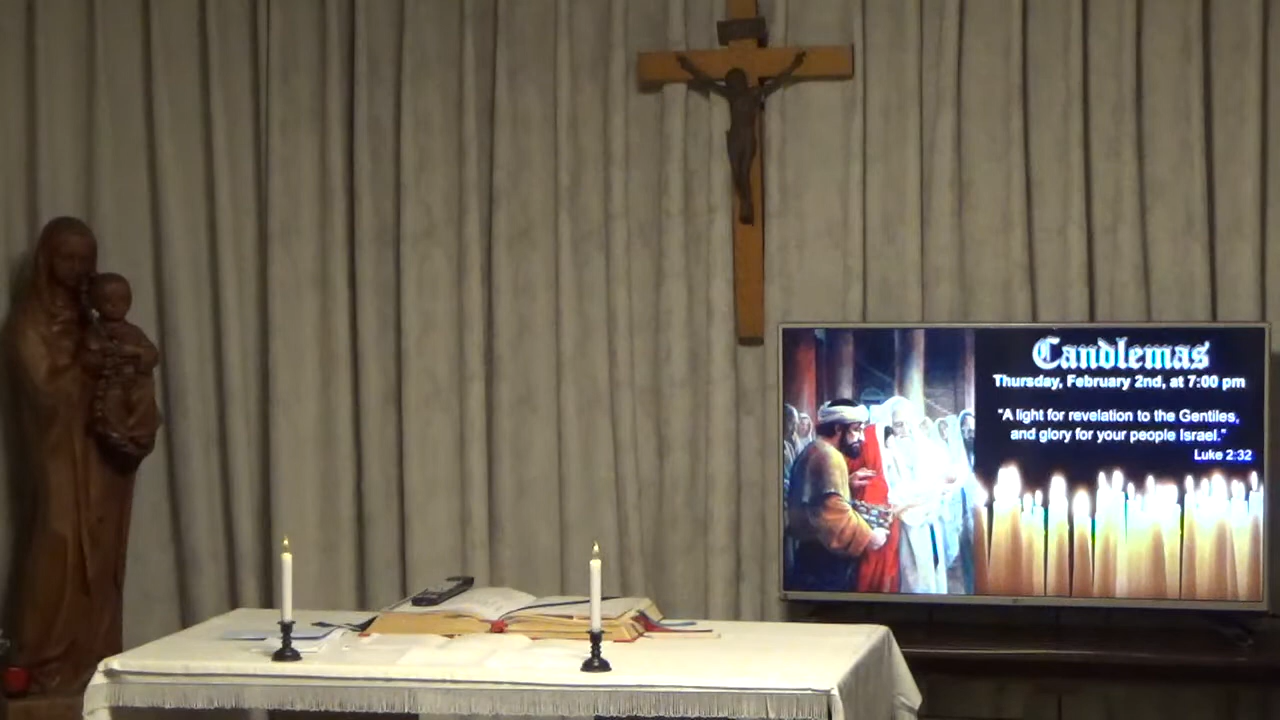 Candlemas
Thursday, February 2nd, at 7:00 pm
"A light for revelation to the Gentiles,
and glory for your people Israel."
Luke 2:32